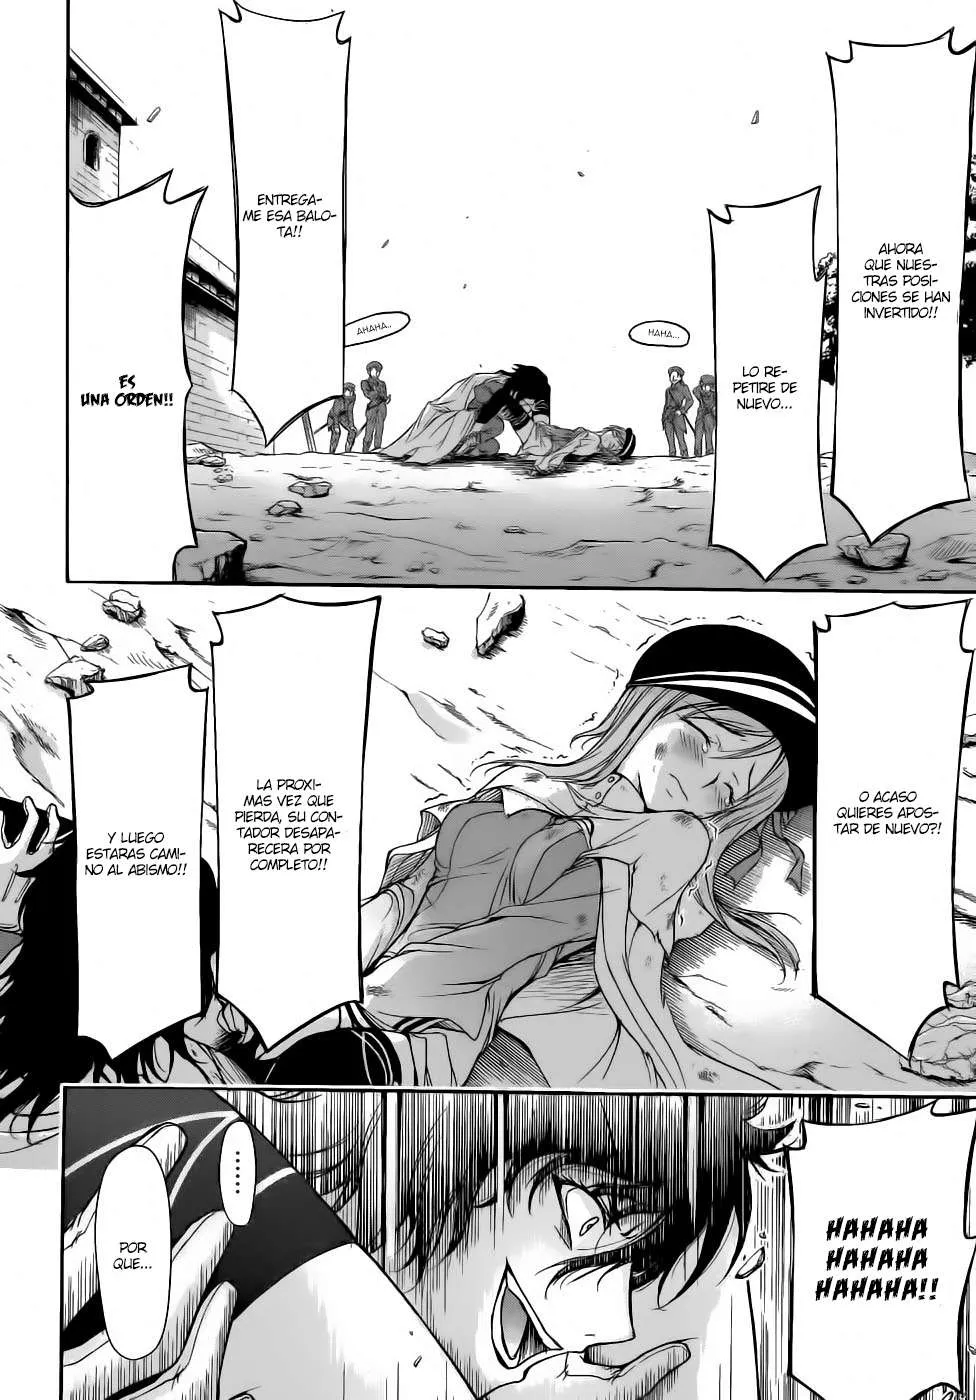 AHORA
QUE NUES-
TRAS POSI-
CIONES SE HAN
INVERTIDO!!
LO RE-
PETIRE DE
NUEVO...
HAHA...
ENTREGA-
ME ESA BALO-
TA!!
AHAHA..
ES
UNA ORDEN!!
O ACASO
QUIERES APOS-
TAR DE NUEVO?!
LA PROXI-
MAS VEZ QUE
PIERDA, SU CON-
TADOR DESAPA-
RECERA POR
COMPLETO!!
Y LUEGO
ESTARAS CAMI-
NO AL ABISMO!!
HAHAHA
HAHAHA
HAHAHA!!
......
POR
QUE...